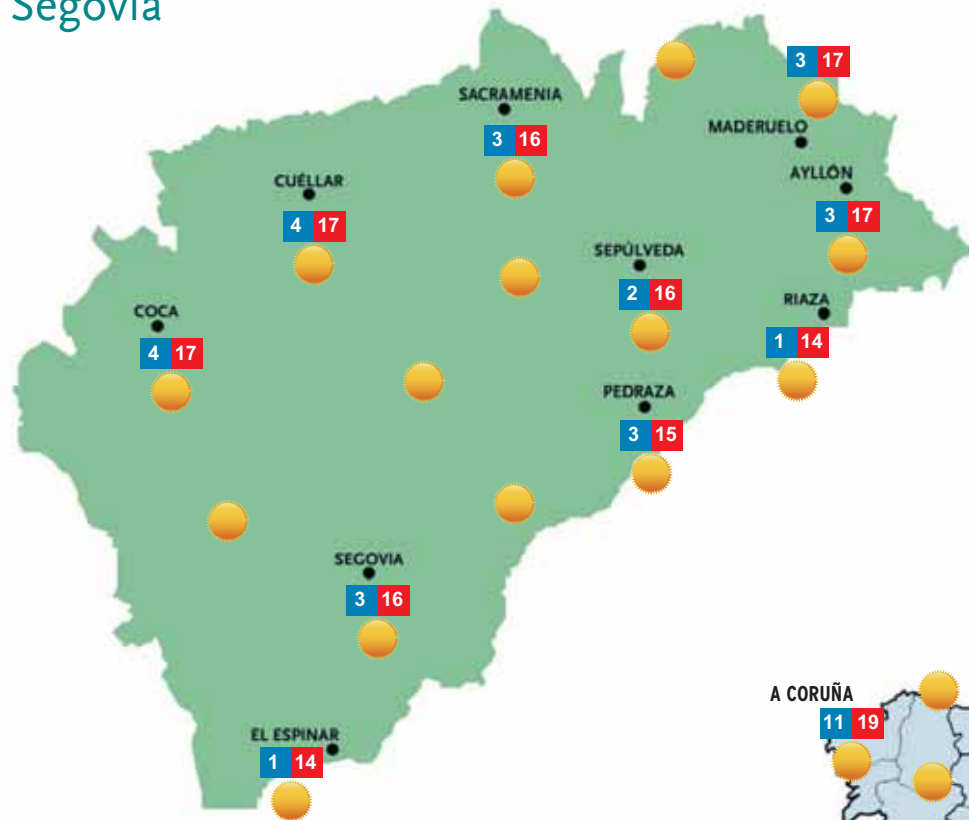 Segovia
SACRAMENIA
3 16
3 17
MADERUELO
CUÉLLAR
4 17
AYLLÓN
3 17
SEPÚLVEDA
2 16
COCA
4 17
RIAZA
1 14
PEDRAZA
3 15
SEGOVIA
3 16
EL ESPINAR
1 14
A CORUÑA
11 19